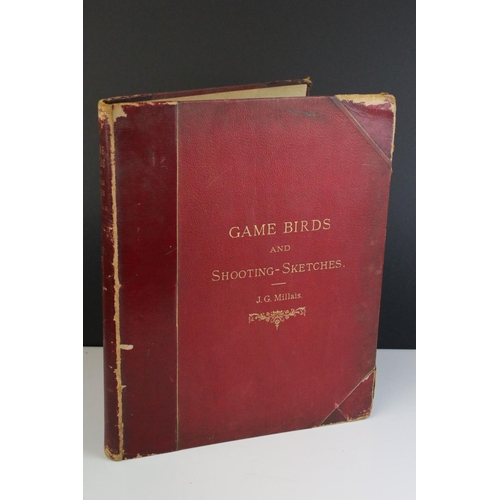 GAME BIRDS
AND
SHOOTING-SKETCHES.
J. G. Millais.